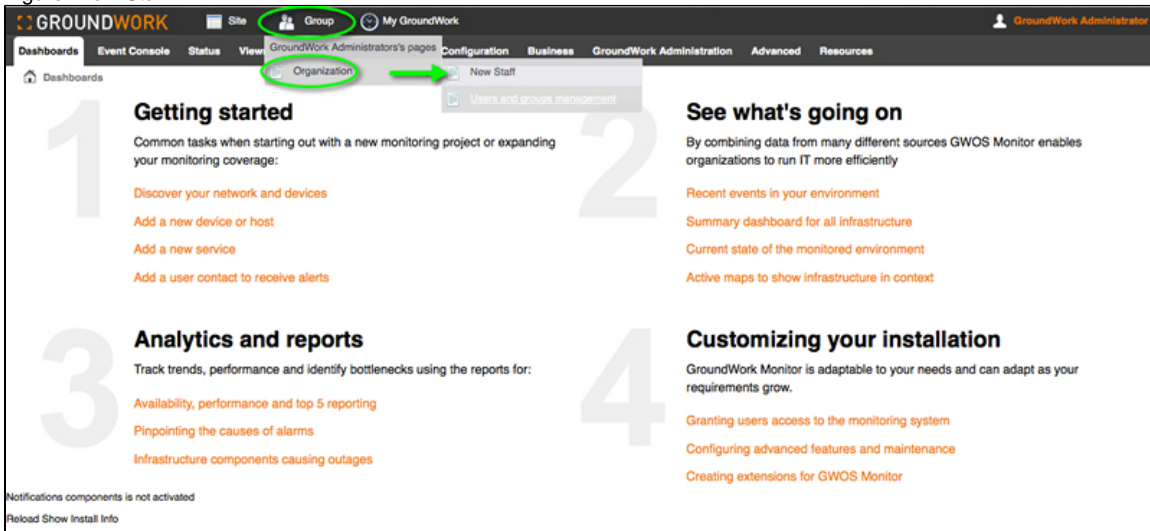 GROUNDWORK Site Group My GroundWork GroundWork Administrator
Dashboards Event Console Status Configuration Business GroundWork Administration Advanced Resources
GroundWork Administrators's pages
Organization New Staff
Users and groups management
Dashboards
1
Getting started
Common tasks when starting out with a new monitoring project or expanding
your monitoring coverage:
Discover your network and devices
Add a new device or host
Add a new service
Add a user contact to receive alerts
2
See what's going on
By combining data from many different sources GWOS Monitor enables
organizations to run IT more efficiently
Recent events in your environment
Summary dashboard for all infrastructure
Current state of the monitored environment
Active maps to show infrastructure in context
3
Analytics and reports
Track trends, performance and identify bottlenecks using the reports for:
Availability, performance and top 5 reporting
Pinpointing the causes of alarms
Infrastructure components causing outages
4
Customizing your installation
GroundWork Monitor is adaptable to your needs and can adapt as your
requirements grow.
Granting users access to the monitoring system
Configuring advanced features and maintenance
Creating extensions for GWOS Monitor
Notifications components is not activated
Reload Show Install Info